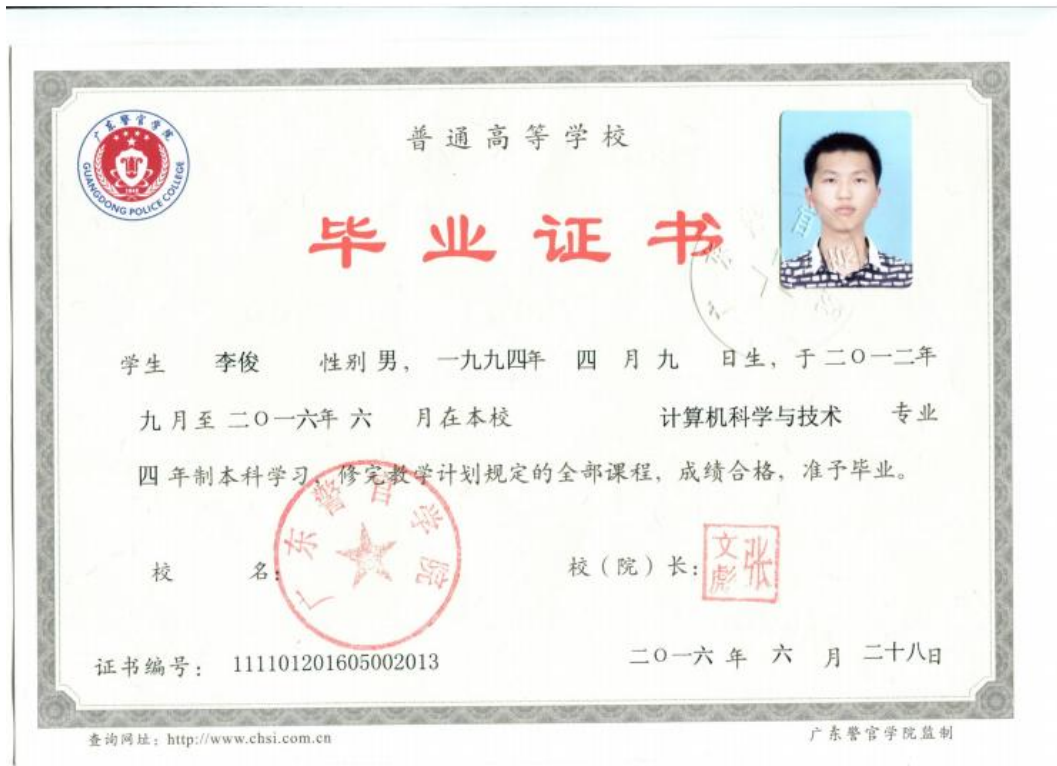 广东警官学院
GUANGDONG POLICE COLLEGE
普通高等学校
毕业证书
学生 李俊 性别 男， 一九九四年 四 月 九 日生，于二〇一二年
九 月至 二〇一六年 六 月在本校 计算机科学与技术 专业
四 年制本科学习，修完教学计划规定的全部课程，成绩合格，准予毕业。
广东警官学院
校 名：
校（院）长：
张文彪
证书编号： 111101201605002013
二〇一六 年 六 月 二十八日
查询网址：http://www.chsi.com.cn
广东警官学院监制